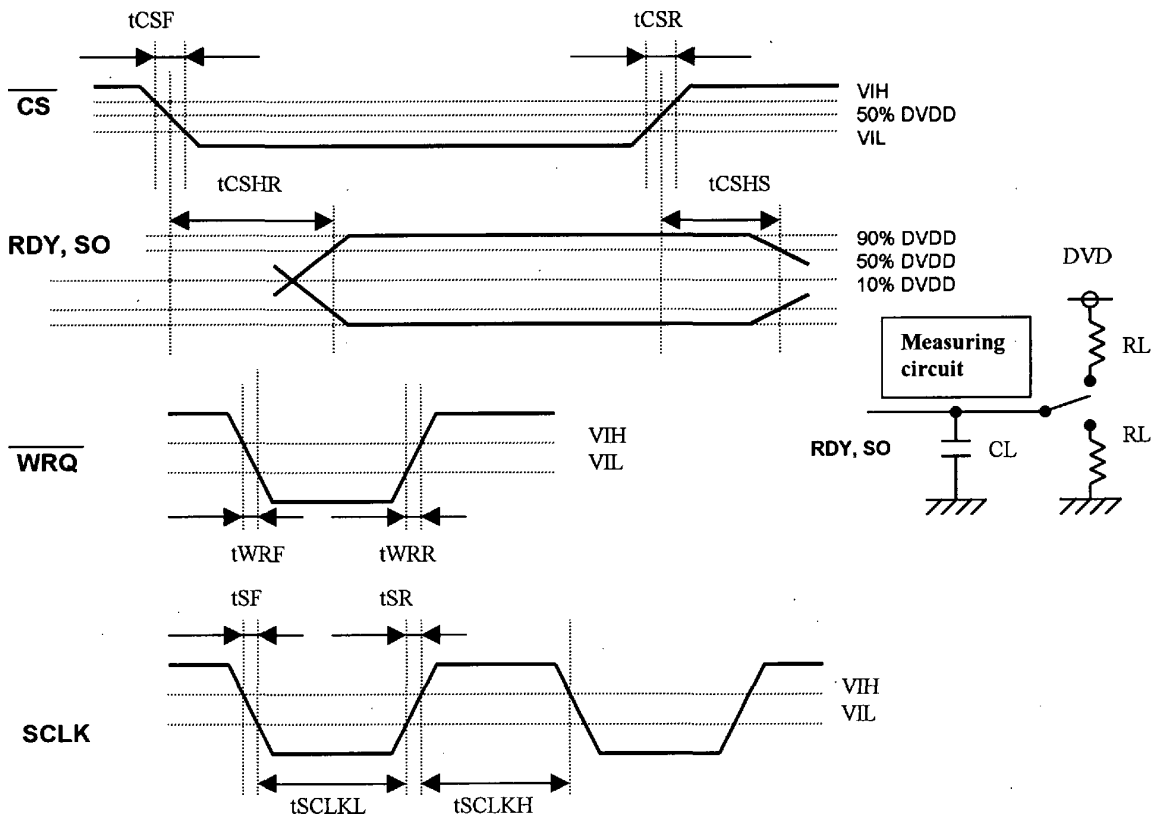 tCSF
tCSR
CS
VIH
50% DVDD
VIL
tCSHR
tCSHS
RDY, SO
90% DVDD
50% DVDD
10% DVDD
DVD
Measuring
circuit
RL
RDY, SO
CL
RL
WRQ
VIH
VIL
tWRF
tWRR
tSF
tSR
VIH
VIL
SCLK
tSCLKL
tSCLKH